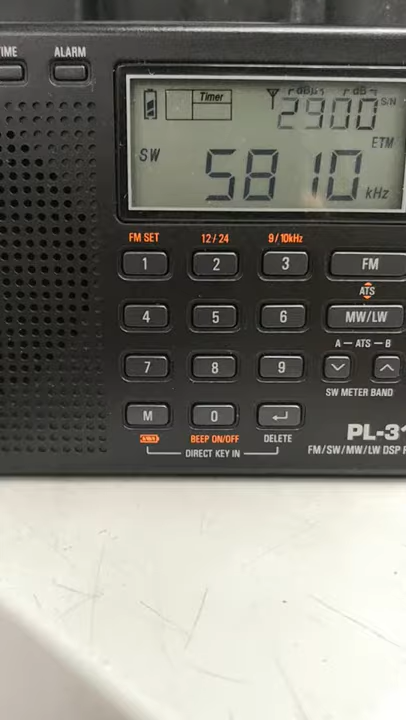 TIME ALARM
Timer dBμ dB
2900 S/N
ETM
SW 5810 kHz
FM SET 12/24 9/10kHz
1 2 3 FM
ATS
4 5 6 MW/LW
A — ATS — B
7 8 9
SW METER BAND
M 0
BEEP ON/OFF DELETE
DIRECT KEY IN
PL-31
FM/SW/MW/LW DSP